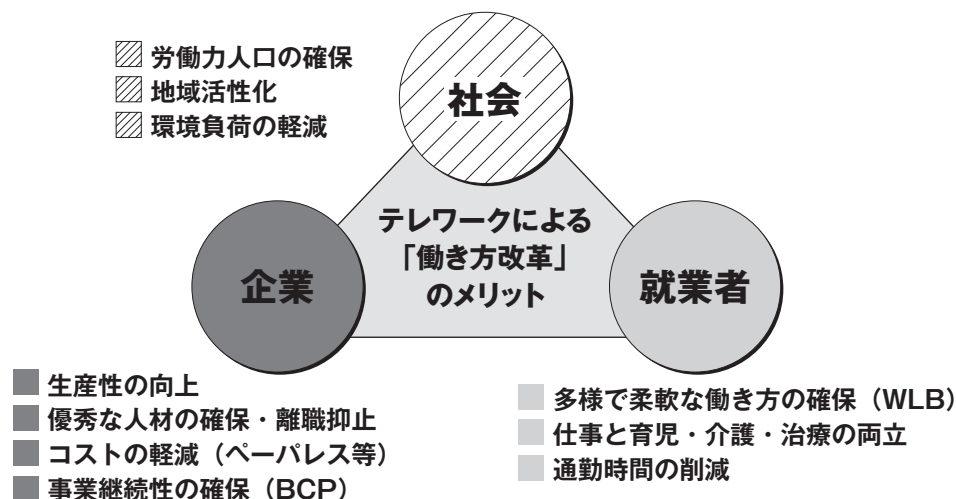 労働力人口の確保
地域活性化
環境負荷の軽減
社会
テレワークによる
「働き方改革」
のメリット
企業
就業者
生産性の向上
優秀な人材の確保・離職抑止
コストの軽減（ペーパレス等）
事業継続性の確保（BCP）
多様で柔軟な働き方の確保（WLB）
仕事と育児・介護・治療の両立
通勤時間の削減